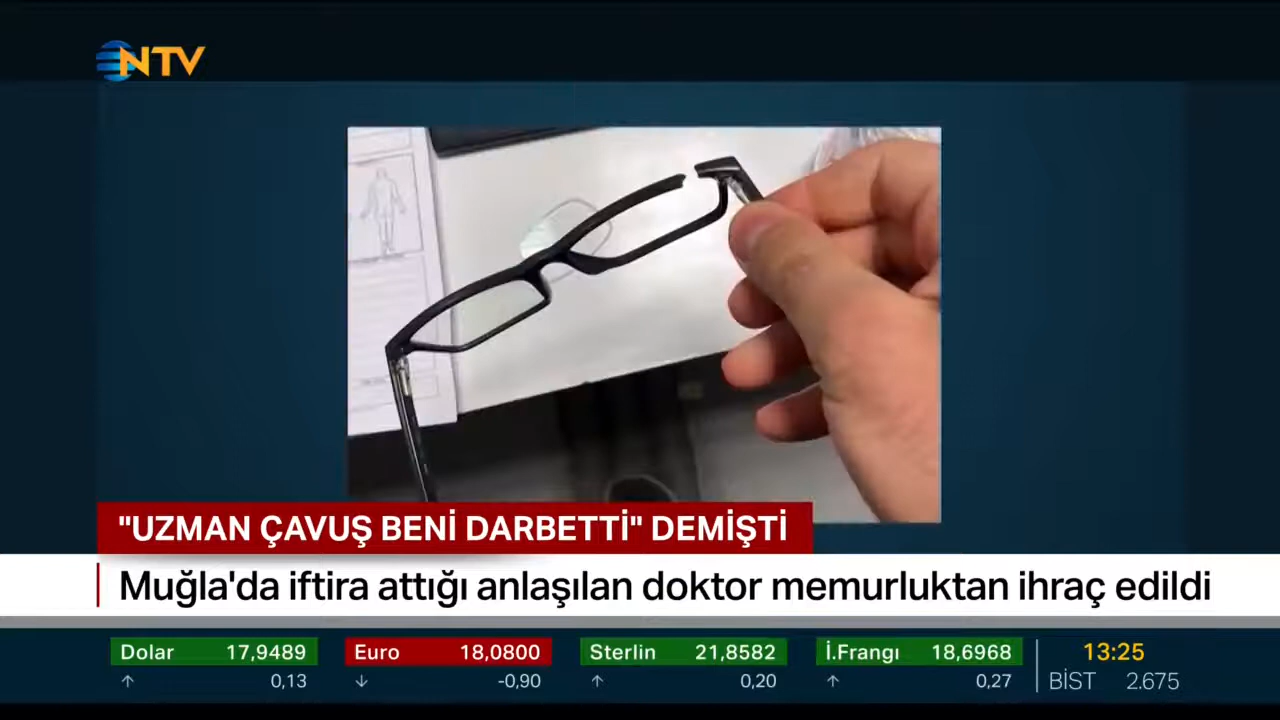 NTV
"UZMAN ÇAVUŞ BENİ DARBETTİ" DEMİŞTİ
Muğla'da iftira attığı anlaşılan doktor memurluktan ihraç edildi
Dolar 17,9489 Euro 18,0800 Sterlin 21,8582 İ.Frangı 18,6968 13:25
↑ 0,13 ↓ -0,90 ↑ 0,20 ↑ 0,27 BİST 2.675